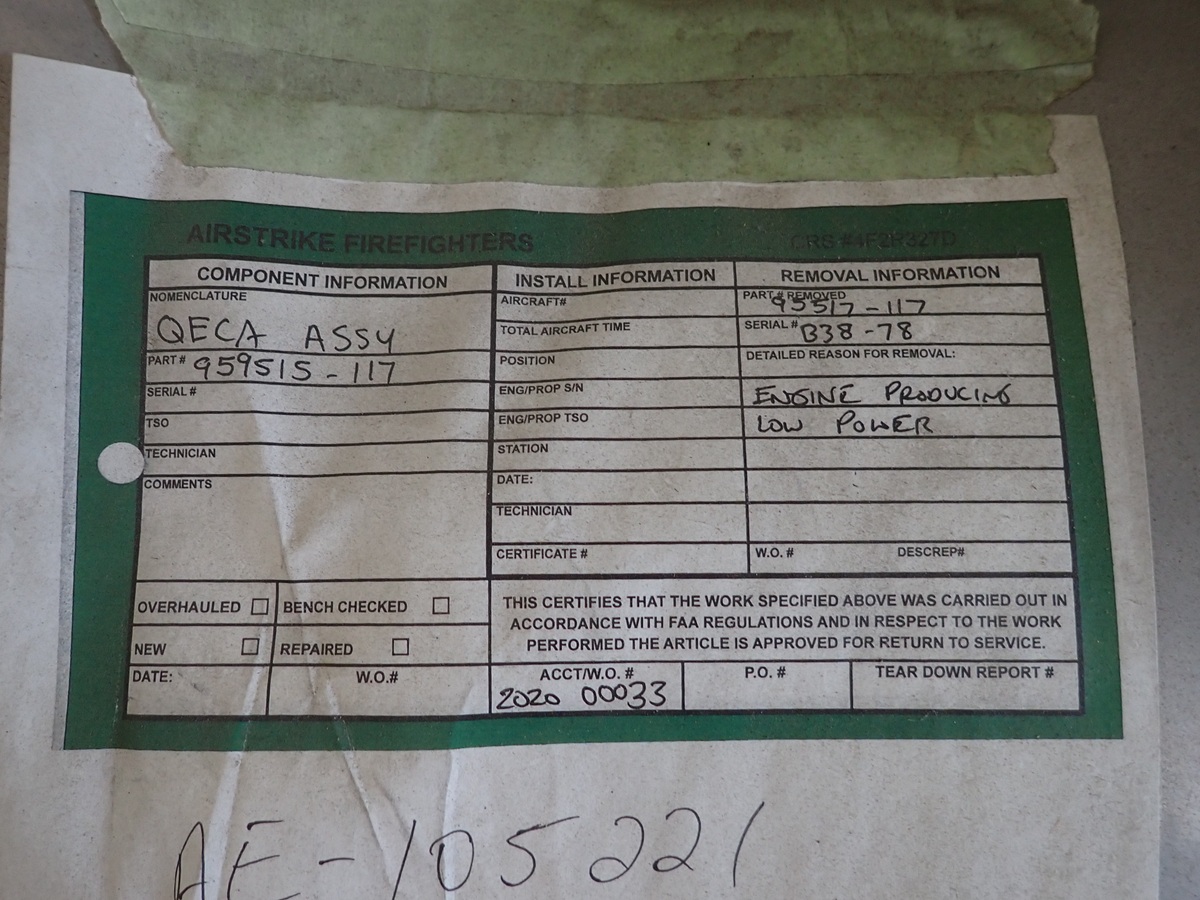 AIRSTRIKE FIREFIGHTERS
CRS #4F2R327D
COMPONENT INFORMATION
NOMENCLATURE
QECA ASSY
PART # 959515-117
SERIAL #
TSO
TECHNICIAN
COMMENTS
OVERHAULED ☐ BENCH CHECKED ☐
NEW ☐ REPAIRED ☐
DATE: W.O.#
INSTALL INFORMATION
AIRCRAFT#
TOTAL AIRCRAFT TIME
POSITION
ENG/PROP S/N
ENG/PROP TSO
STATION
DATE:
TECHNICIAN
CERTIFICATE #
REMOVAL INFORMATION
PART # REMOVED
95517-117
SERIAL # B38-78
DETAILED REASON FOR REMOVAL:
ENGINE PRODUCING
LOW POWER
W.O. # DESCREP#
THIS CERTIFIES THAT THE WORK SPECIFIED ABOVE WAS CARRIED OUT IN
ACCORDANCE WITH FAA REGULATIONS AND IN RESPECT TO THE WORK
PERFORMED THE ARTICLE IS APPROVED FOR RETURN TO SERVICE.
ACCT/W.O. # P.O. # TEAR DOWN REPORT #
2020 00033
AE-105221